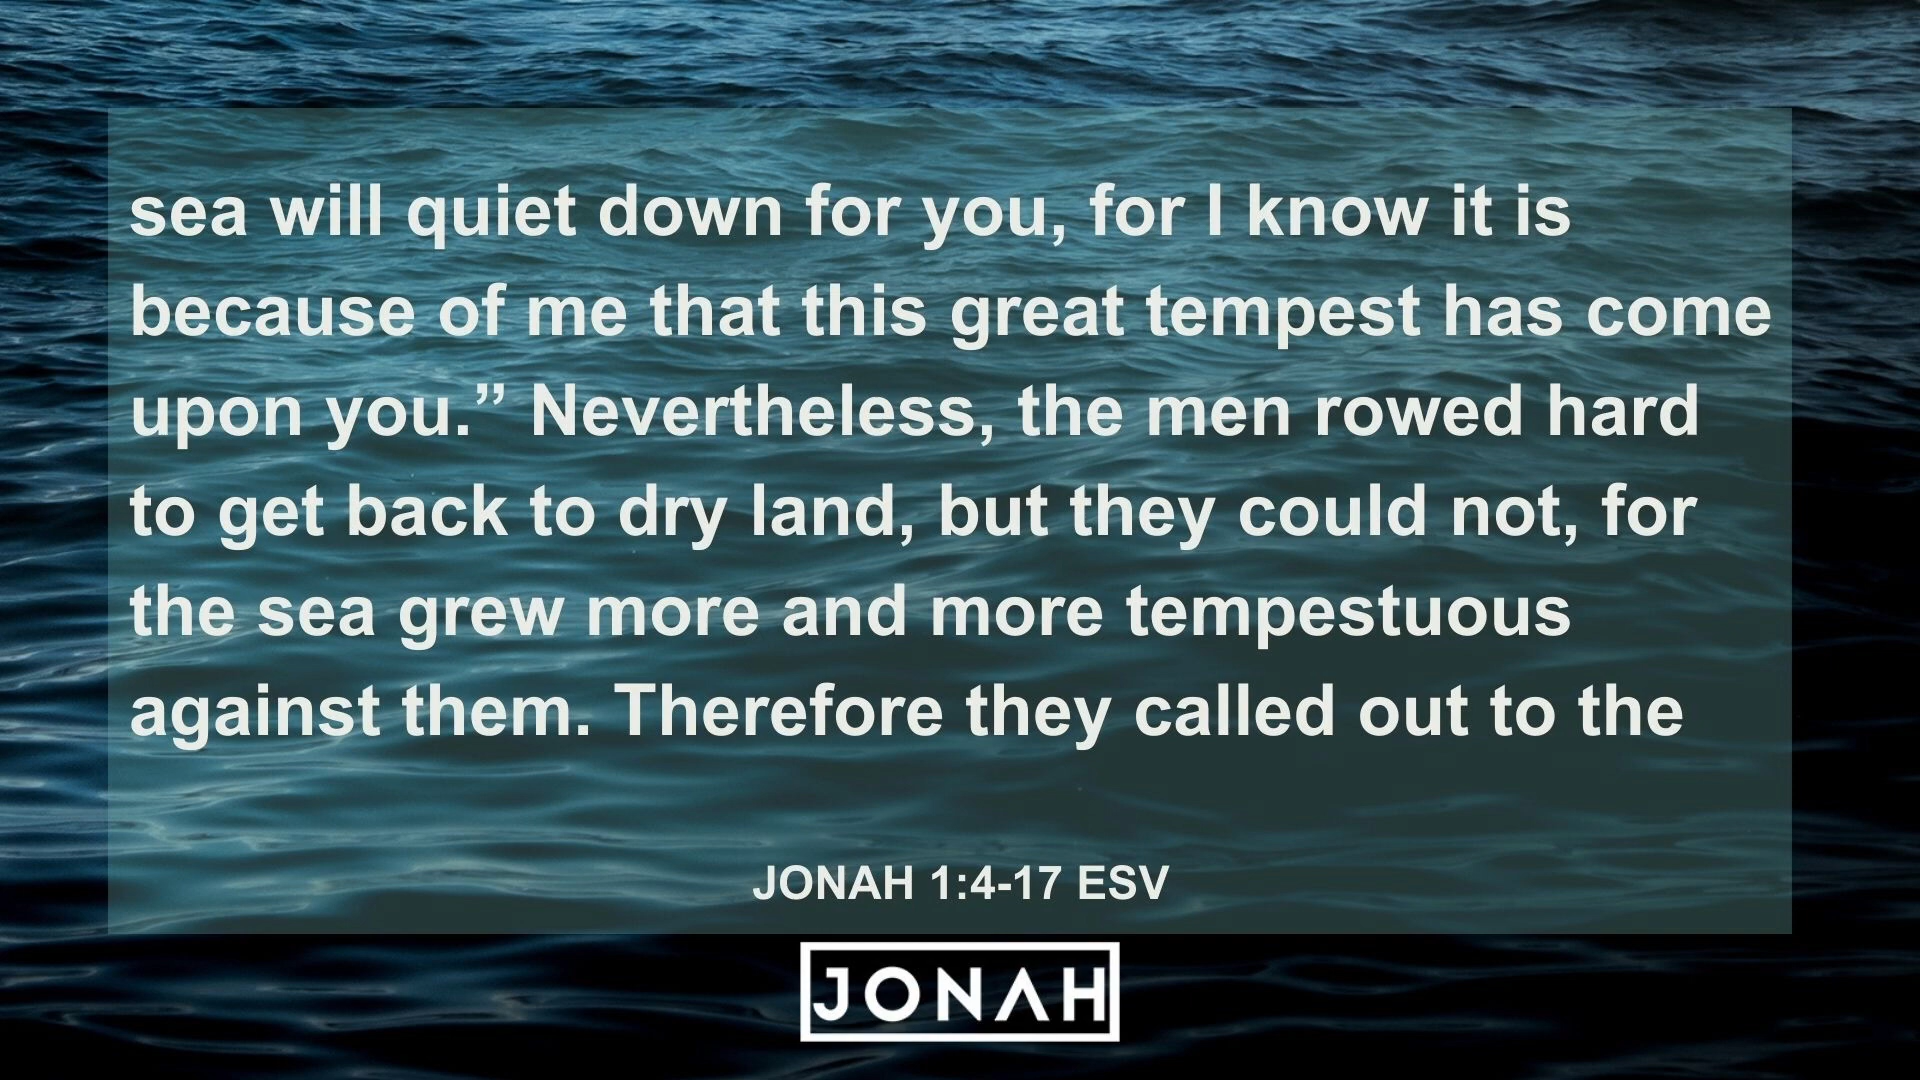 sea will quiet down for you, for I know it is
because of me that this great tempest has come
upon you.” Nevertheless, the men rowed hard
to get back to dry land, but they could not, for
the sea grew more and more tempestuous
against them. Therefore they called out to the
JONAH 1:4-17 ESV
JONAH